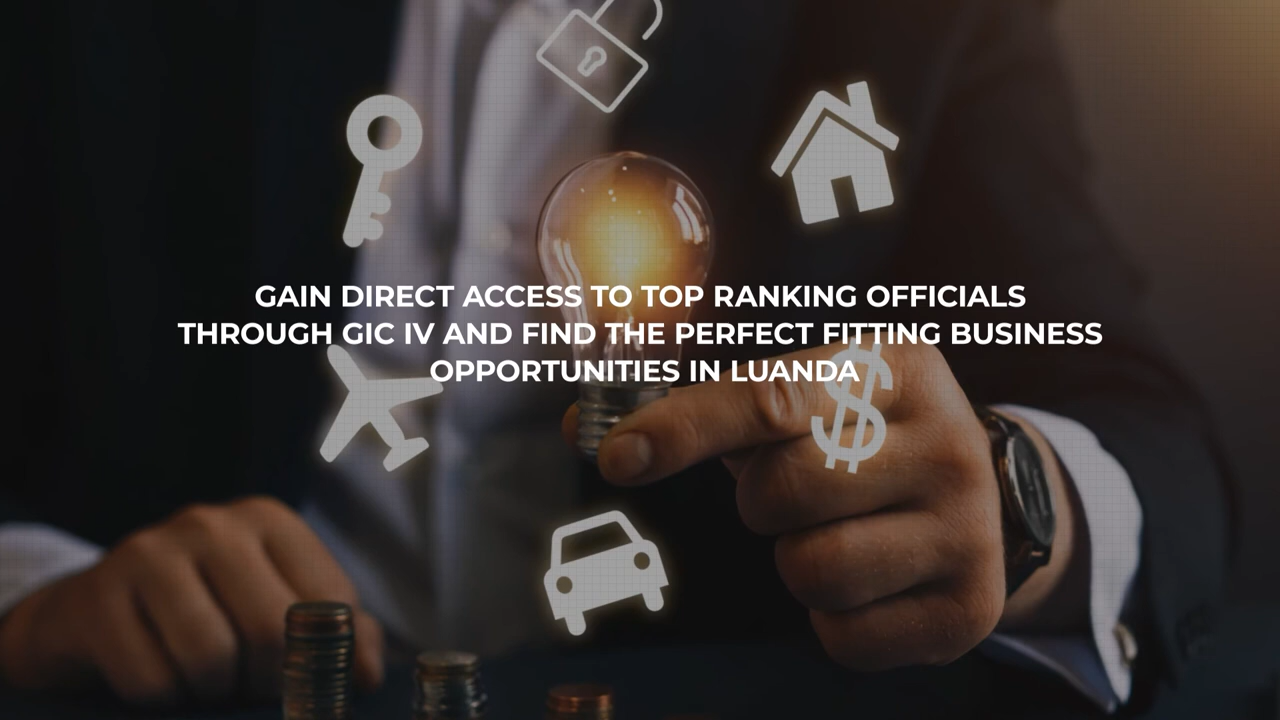 GAIN DIRECT ACCESS TO TOP RANKING OFFICIALS
THROUGH GIC IV AND FIND THE PERFECT FITTING BUSINESS
OPPORTUNITIES IN LUANDA